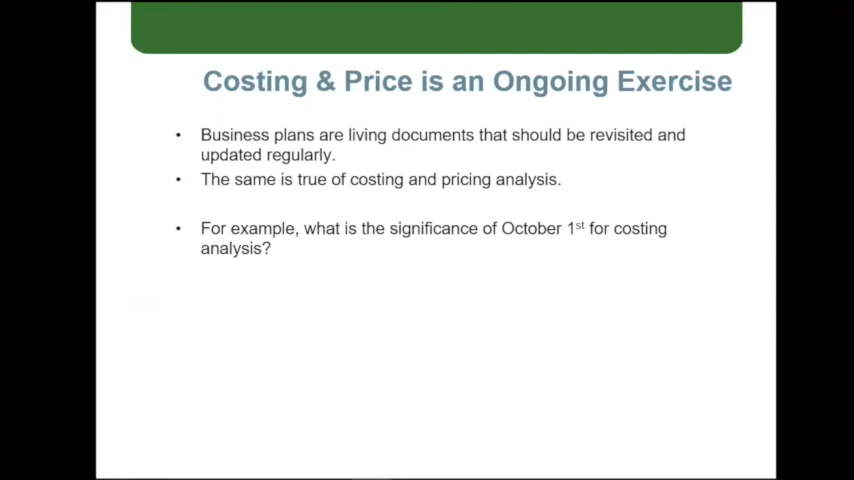 Costing & Price is an Ongoing Exercise
• Business plans are living documents that should be revisited and
updated regularly.
• The same is true of costing and pricing analysis.
• For example, what is the significance of October 1st for costing
analysis?